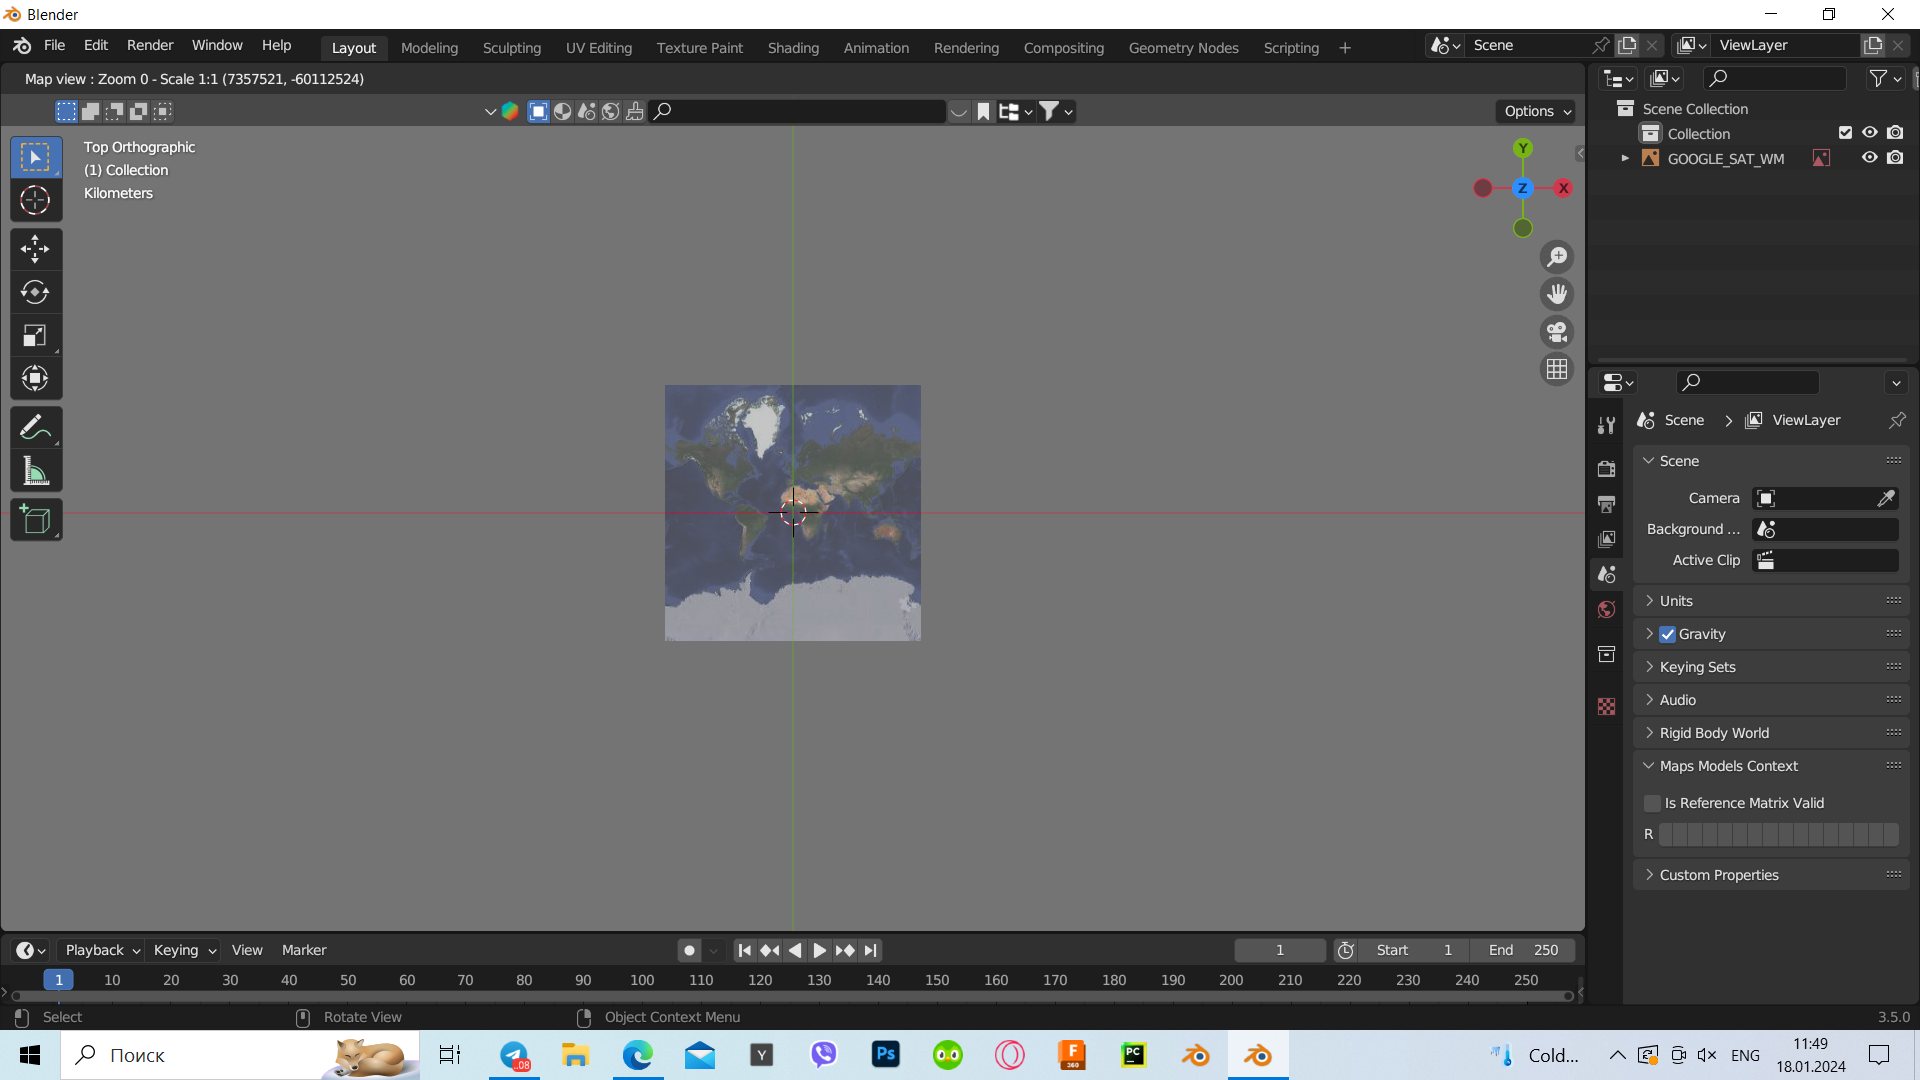 Blender
File Edit Render Window Help Layout Modeling Sculpting UV Editing Texture Paint Shading Animation Rendering Compositing Geometry Nodes Scripting + Scene ViewLayer
Map view : Zoom 0 - Scale 1:1 (7357521, -60112524)
Options
Top Orthographic
(1) Collection
Kilometers
Y
Z
X
Scene Collection
Collection
GOOGLE_SAT_WM
Scene ViewLayer
Scene
Camera
Background ...
Active Clip
Units
Gravity
Keying Sets
Audio
Rigid Body World
Maps Models Context
Is Reference Matrix Valid
R
Custom Properties
Playback Keying View Marker 1 Start 1 End 250
1 10 20 30 40 50 60 70 80 90 100 110 120 130 140 150 160 170 180 190 200 210 220 230 240 250
Select Rotate View Object Context Menu 3.5.0
Поиск ..08 Y Ps F 360 PC Cold... ENG 11:49
18.01.2024